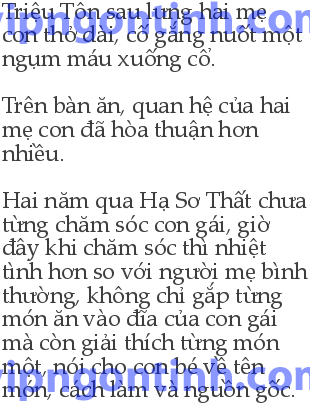 Triệu Tôn sau lưng hai mẹ
con thở dài, cố gắng nuốt một
ngụm máu xuống cổ.
Trên bàn ăn, quan hệ của hai
mẹ con đã hòa thuận hơn
nhiều.
Hai năm qua Hạ Sơ Thất chưa
từng chăm sóc con gái, giờ
đây khi chăm sóc thì nhiệt
tình hơn so với người mẹ bình
thường, không chỉ gắp từng
món ăn vào đĩa của con gái
mà còn giải thích từng món
một, nói cho con bé về tên
món, cách làm và nguồn gốc.
vipngontinh.com
vipngontinh.com